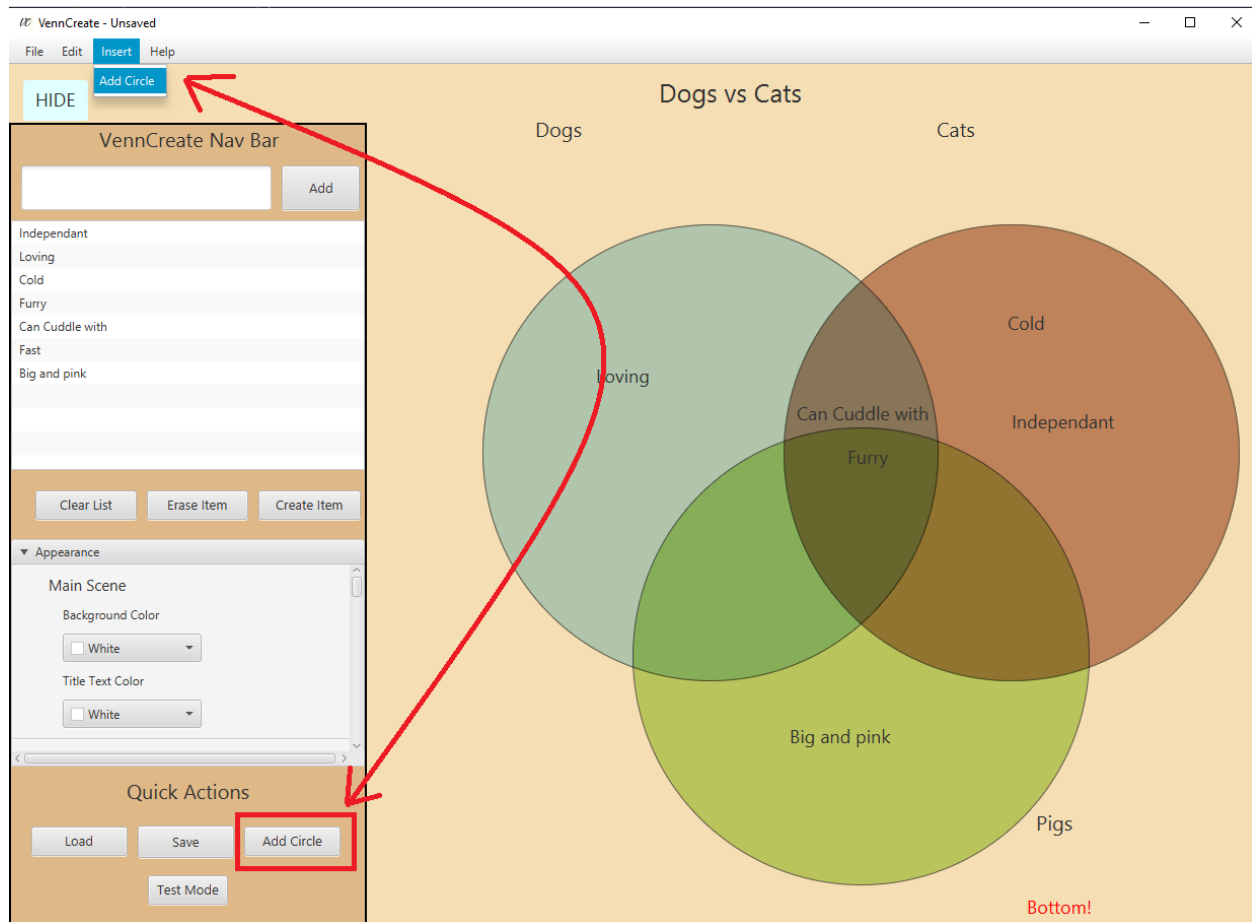 VC VennCreate - Unsaved
File Edit Insert Help
Add Circle
HIDE
VennCreate Nav Bar
Add
Independant
Loving
Cold
Furry
Can Cuddle with
Fast
Big and pink
Clear List Erase Item Create Item
Appearance
Main Scene
Background Color
White
Title Text Color
White
Quick Actions
Load Save Add Circle
Test Mode
Dogs vs Cats
Dogs Cats
Cold
Loving
Can Cuddle with
Independant
Furry
Big and pink
Pigs
Bottom!